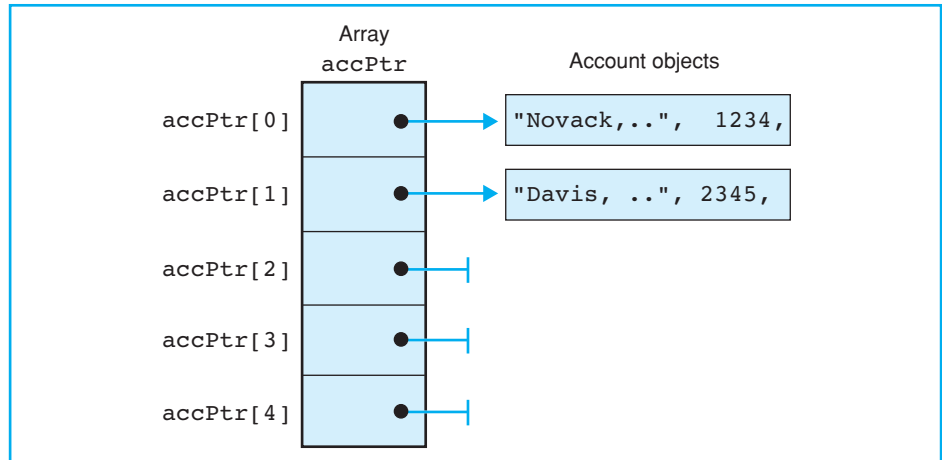 Array
accPtr
Account objects
accPtr[0]
"Novack,..", 1234,
accPtr[1]
"Davis, ..", 2345,
accPtr[2]
accPtr[3]
accPtr[4]